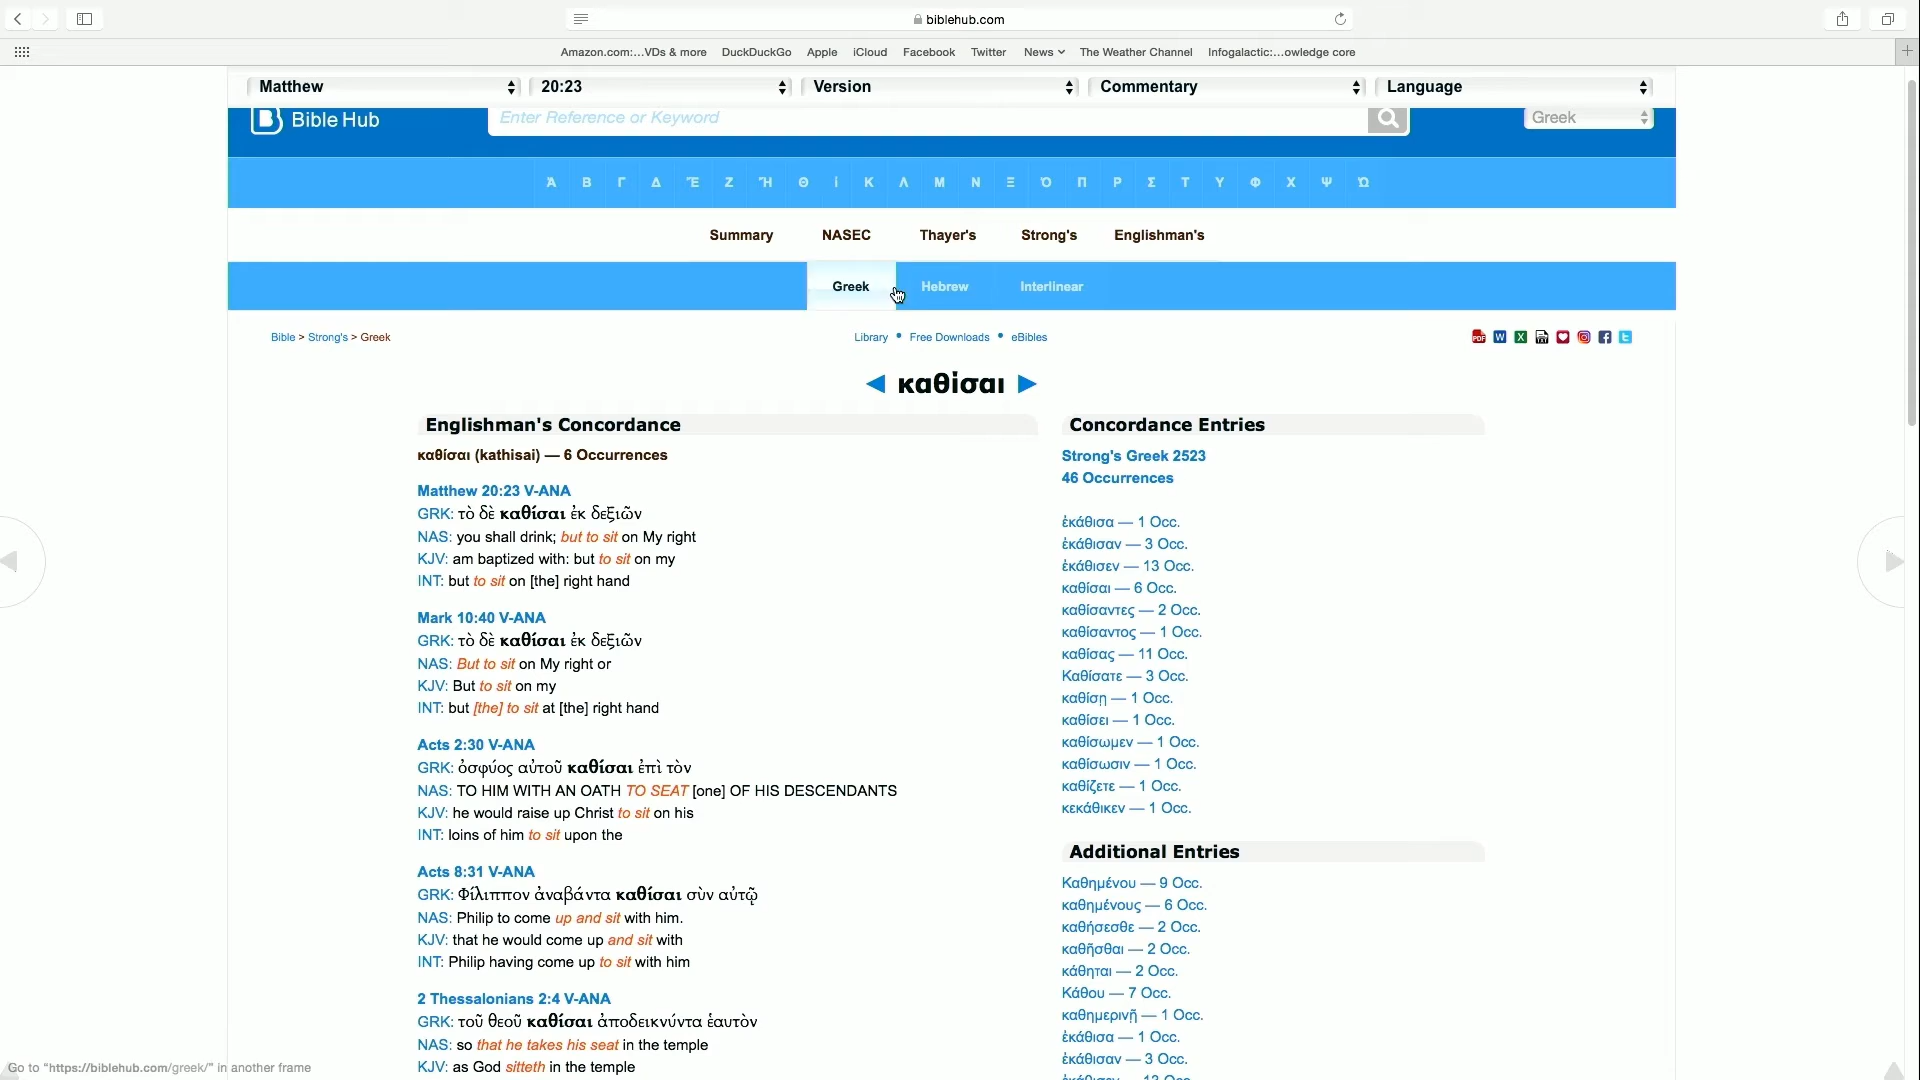 biblehub.com
Amazon.com:...VDs & more DuckDuckGo Apple iCloud Facebook Twitter News The Weather Channel Infogalactic:...owledge core
Matthew 20:23 Version Commentary Language
Bible Hub Enter Reference or Keyword Greek
Ἀ Β Γ Δ Ἐ Ζ Ἠ Θ Ἰ Κ Λ Μ Ν Ξ Ὀ Π Ρ Σ Τ Υ Φ Χ Ψ Ὠ
Summary NASEC Thayer's Strong's Englishman's
Greek Hebrew Interlinear
Bible > Strong's > Greek Library • Free Downloads • eBibles
◄ καθίσαι ►
Englishman's Concordance
καθίσαι (kathisai) — 6 Occurrences
Matthew 20:23 V-ANA
GRK: τὸ δὲ καθίσαι ἐκ δεξιῶν
NAS: you shall drink; but to sit on My right
KJV: am baptized with: but to sit on my
INT: but to sit on [the] right hand
Mark 10:40 V-ANA
GRK: τὸ δὲ καθίσαι ἐκ δεξιῶν
NAS: But to sit on My right or
KJV: But to sit on my
INT: but [the] to sit at [the] right hand
Acts 2:30 V-ANA
GRK: ὀσφύος αὐτοῦ καθίσαι ἐπὶ τὸν
NAS: TO HIM WITH AN OATH TO SEAT [one] OF HIS DESCENDANTS
KJV: he would raise up Christ to sit on his
INT: loins of him to sit upon the
Acts 8:31 V-ANA
GRK: Φίλιππον ἀναβάντα καθίσαι σὺν αὐτῷ
NAS: Philip to come up and sit with him.
KJV: that he would come up and sit with
INT: Philip having come up to sit with him
2 Thessalonians 2:4 V-ANA
GRK: τοῦ θεοῦ καθίσαι ἀποδεικνύντα ἑαυτὸν
NAS: so that he takes his seat in the temple
KJV: as God sitteth in the temple
Concordance Entries
Strong's Greek 2523
46 Occurrences
ἐκάθισα — 1 Occ.
ἐκάθισαν — 3 Occ.
ἐκάθισεν — 13 Occ.
καθίσαι — 6 Occ.
καθίσαντες — 2 Occ.
καθίσαντος — 1 Occ.
καθίσας — 11 Occ.
Καθίσατε — 3 Occ.
καθίσῃ — 1 Occ.
καθίσει — 1 Occ.
καθίσωμεν — 1 Occ.
καθίσωσιν — 1 Occ.
καθίζετε — 1 Occ.
κεκάθικεν — 1 Occ.
Additional Entries
Καθημένου — 9 Occ.
καθημένους — 6 Occ.
καθήσεσθε — 2 Occ.
καθῆσθαι — 2 Occ.
κάθηται — 2 Occ.
Κάθου — 7 Occ.
καθημερινῇ — 1 Occ.
ἐκάθισα — 1 Occ.
ἐκάθισαν — 3 Occ.
Go to “https://biblehub.com/greek/” in another frame